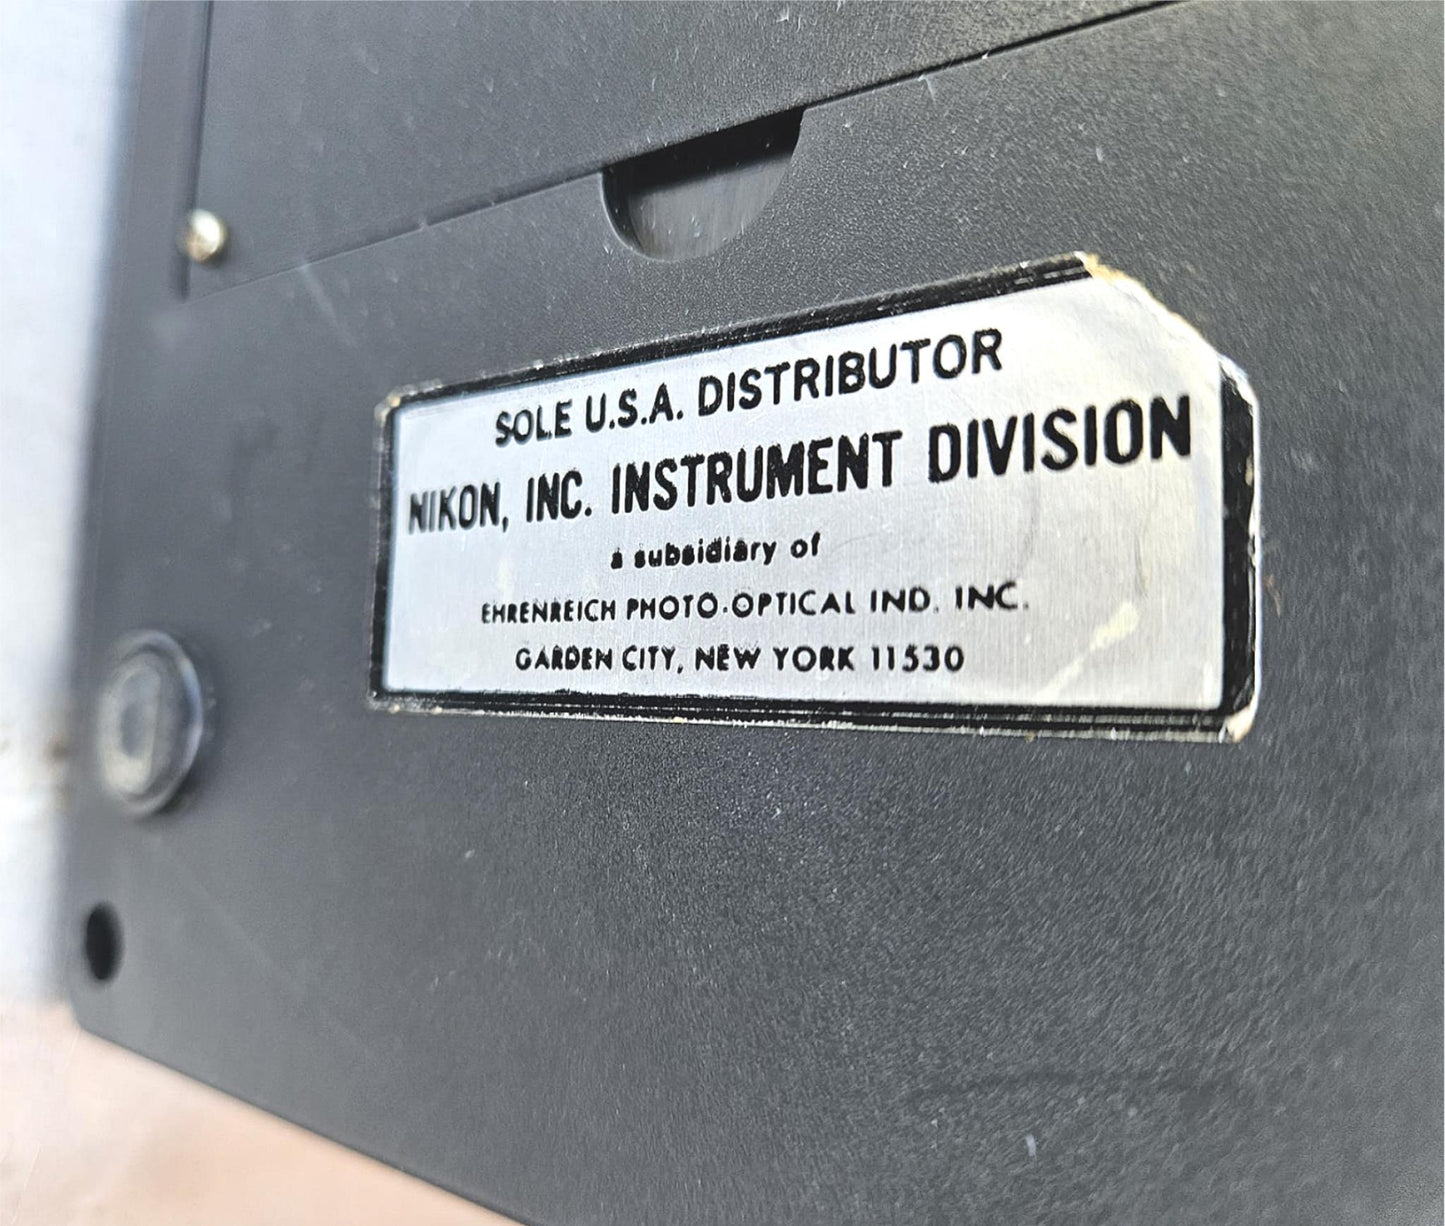 SOLE U.S.A. DISTRIBUTOR
NIKON, INC. INSTRUMENT DIVISION
a subsidiary of
EHRENREICH PHOTO-OPTICAL IND. INC.
GARDEN CITY, NEW YORK 11530